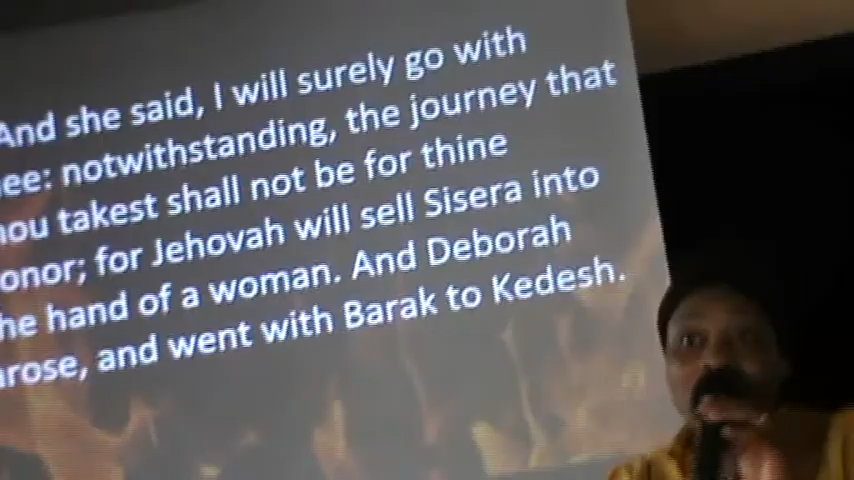 And she said, I will surely go with
ee: notwithstanding, the journey that
hou takest shall not be for thine
onor; for Jehovah will sell Sisera into
he hand of a woman. And Deborah
arose, and went with Barak to Kedesh.